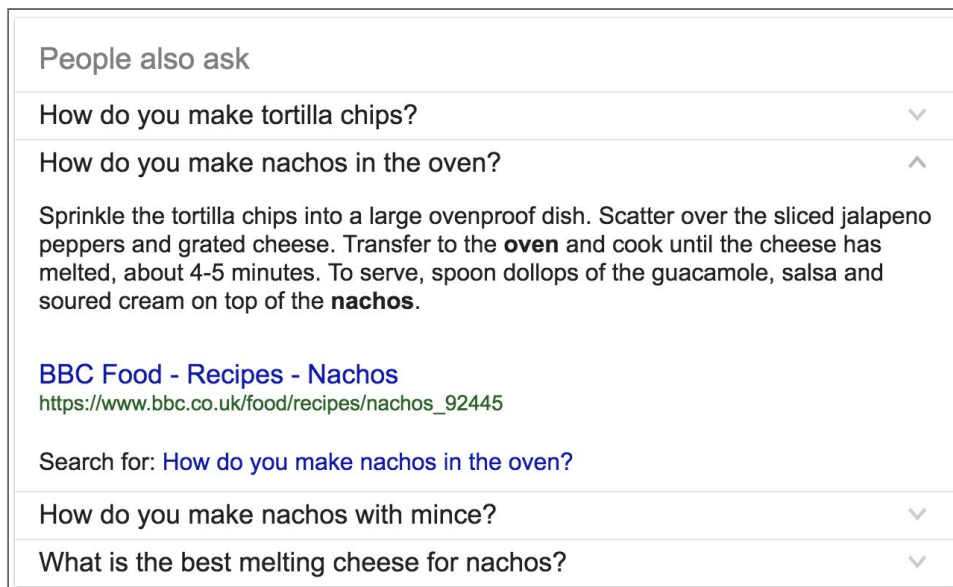 People also ask
How do you make tortilla chips?
How do you make nachos in the oven?
Sprinkle the tortilla chips into a large ovenproof dish. Scatter over the sliced jalapeno
peppers and grated cheese. Transfer to the oven and cook until the cheese has
melted, about 4-5 minutes. To serve, spoon dollops of the guacamole, salsa and
soured cream on top of the nachos.
BBC Food - Recipes - Nachos
https://www.bbc.co.uk/food/recipes/nachos_92445
Search for: How do you make nachos in the oven?
How do you make nachos with mince?
What is the best melting cheese for nachos?